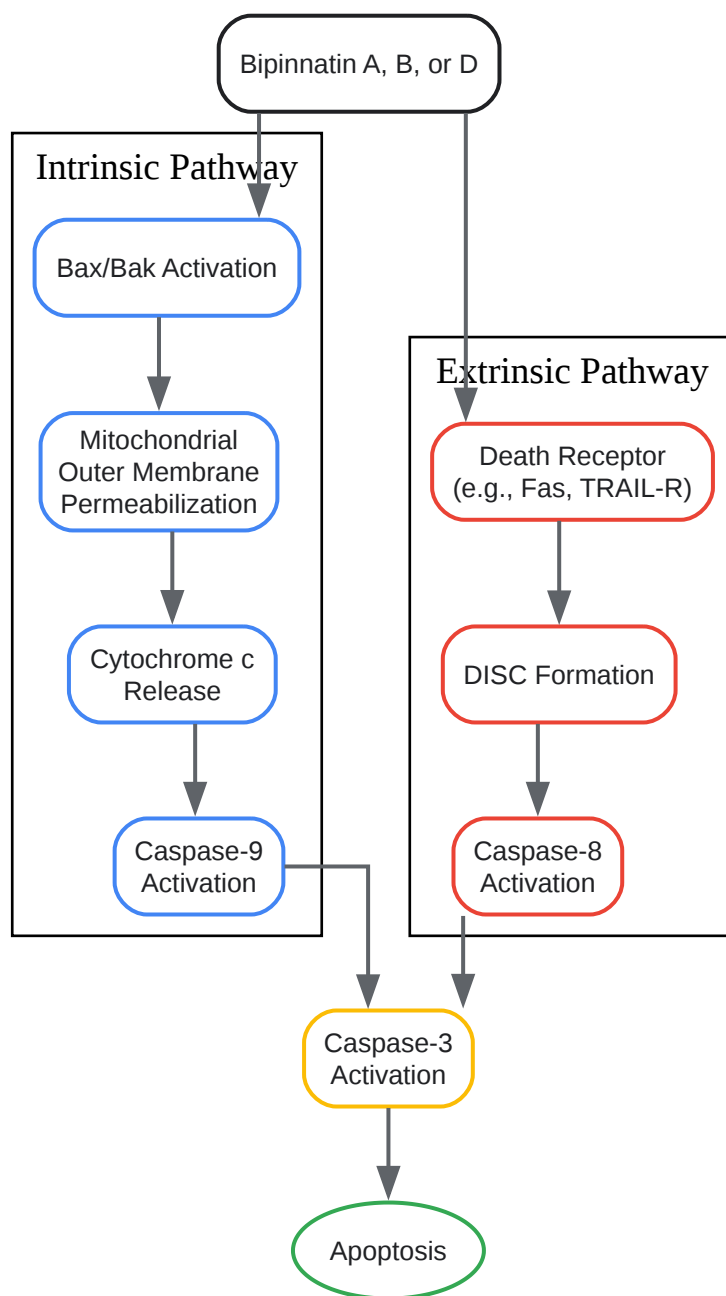 Bipinnatin A, B, or D
Intrinsic Pathway
Bax/Bak Activation
Mitochondrial
Outer Membrane
Permeabilization
Cytochrome c
Release
Caspase-9
Activation
Extrinsic Pathway
Death Receptor
(e.g., Fas, TRAIL-R)
DISC Formation
Caspase-8
Activation
Caspase-3
Activation
Apoptosis